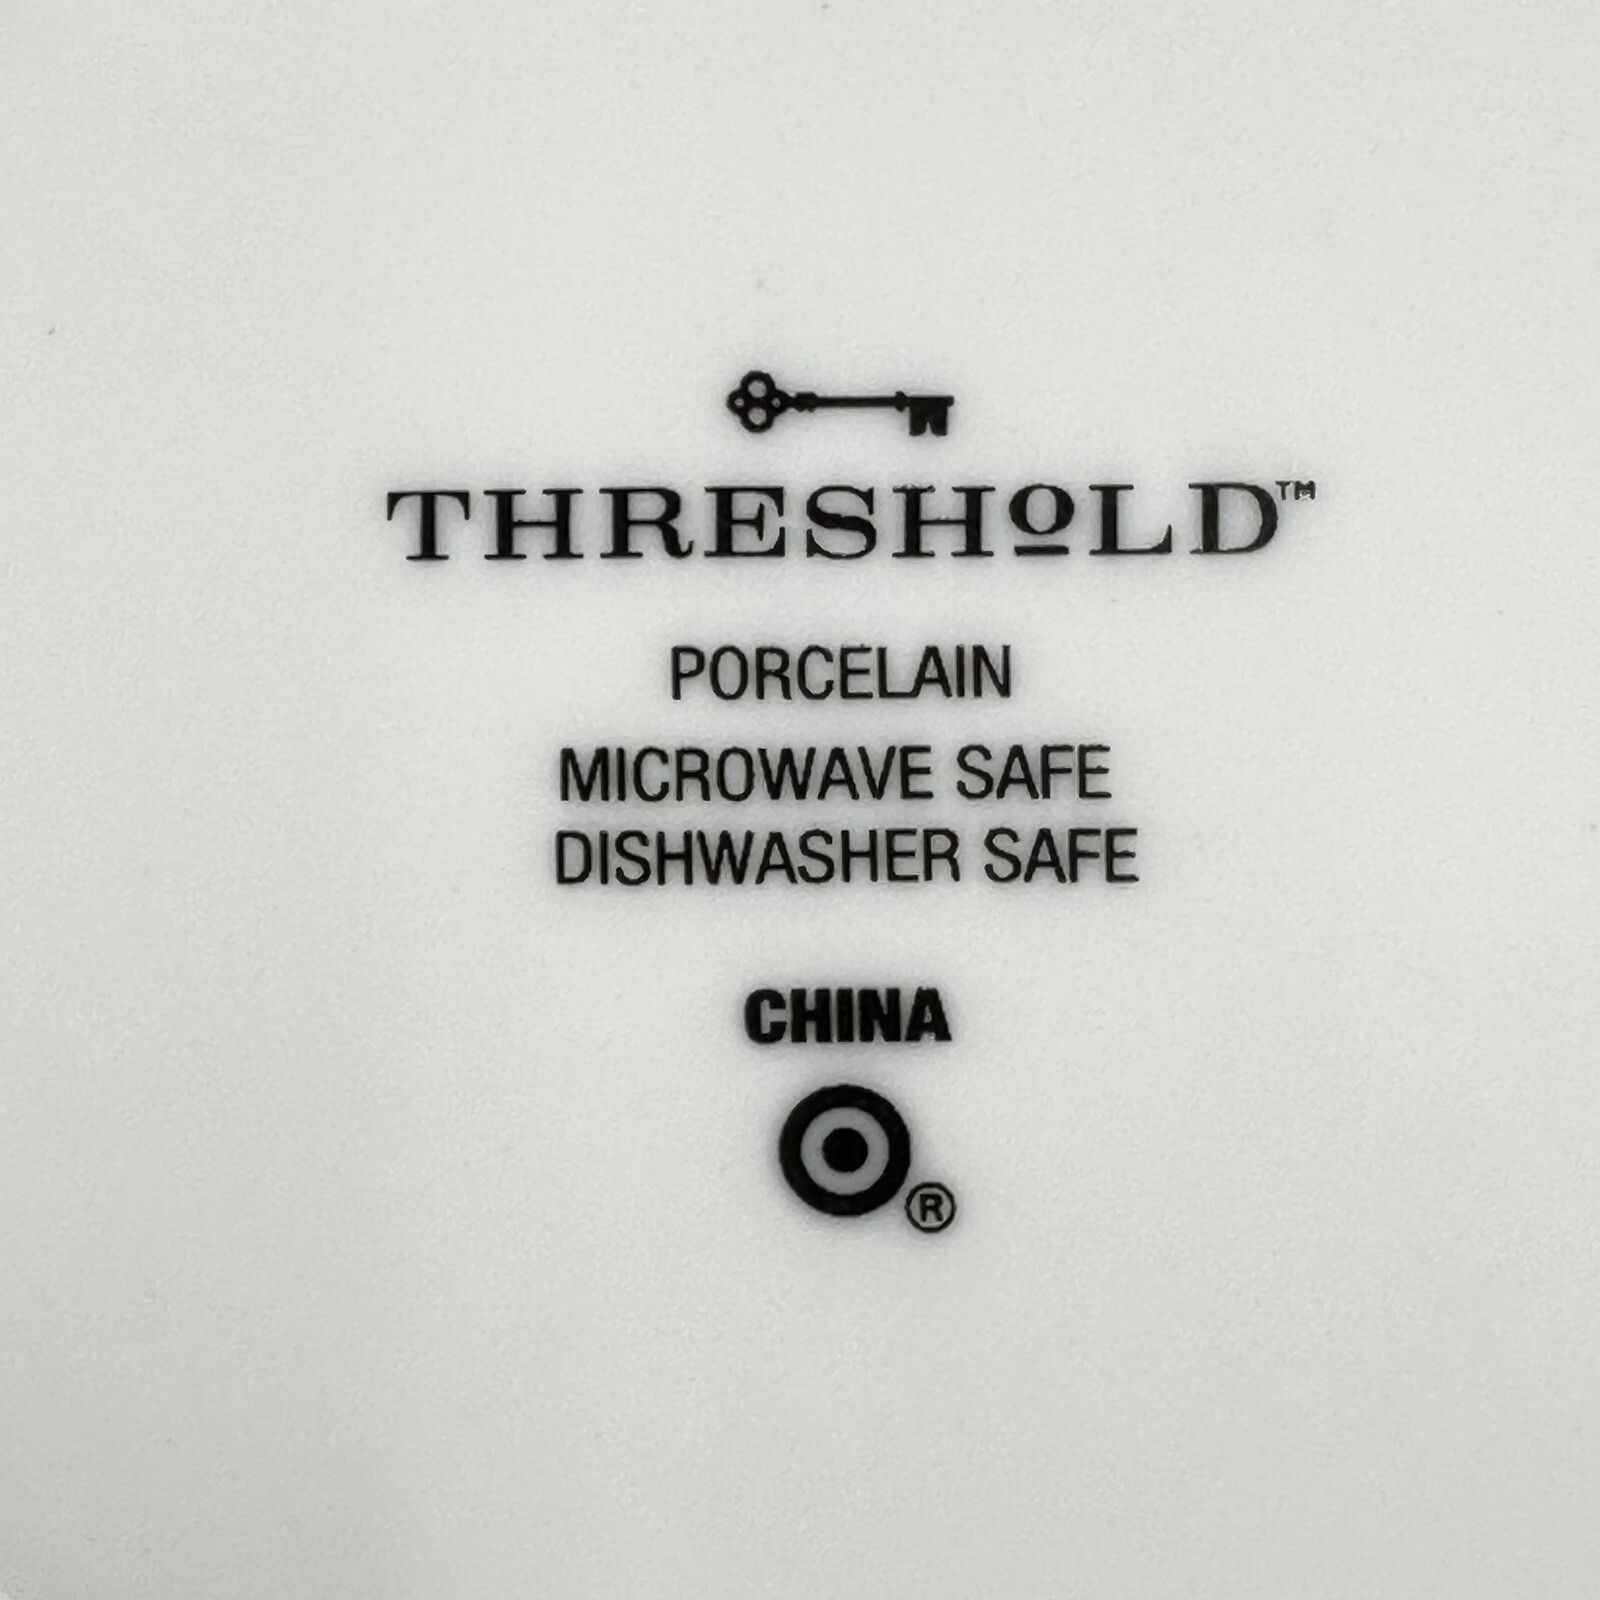 THRESHOLD™
PORCELAIN
MICROWAVE SAFE
DISHWASHER SAFE
CHINA
®